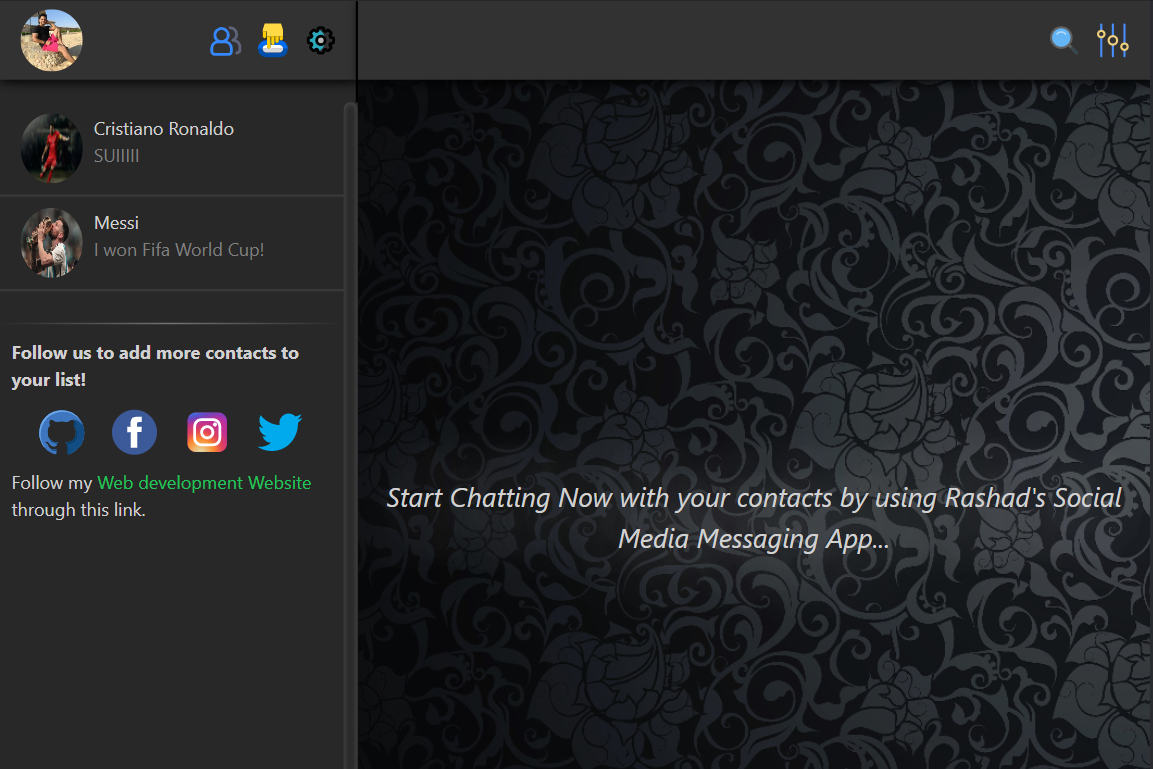 Cristiano Ronaldo
SUIIIII
Messi
I won Fifa World Cup!
Follow us to add more contacts to
your list!
Follow my Web development Website
through this link.
Start Chatting Now with your contacts by using Rashad's Social
Media Messaging App...